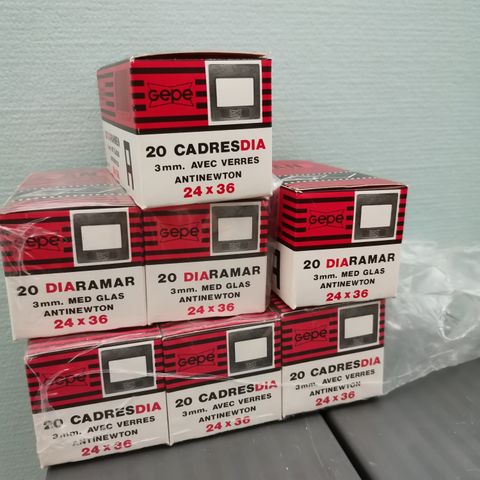 Gepe
20 CADRESDIA
3mm. AVEC VERRES
ANTINEWTON
24 x 36
Gepe
20 DIARAMAR
3mm. MED GLAS
ANTINEWTON
24 x 36
Gepe
20 DIARAMAR
3mm. MED GLAS
ANTINEWTON
24 x 36
Gepe
20 DIARAMAR
3mm. MED GLAS
ANTINEWTON
24 x 36
Gepe
20 CADRESDIA
3mm. AVEC VERRES
ANTINEWTON
24 x 36
Gepe
20 CADRESDIA
3mm. AVEC VERRES
ANTINEWTON
24 x 36
Gepe
20 CADRESDIA
3mm. AVEC VERRES
ANTINEWTON
24 x 36